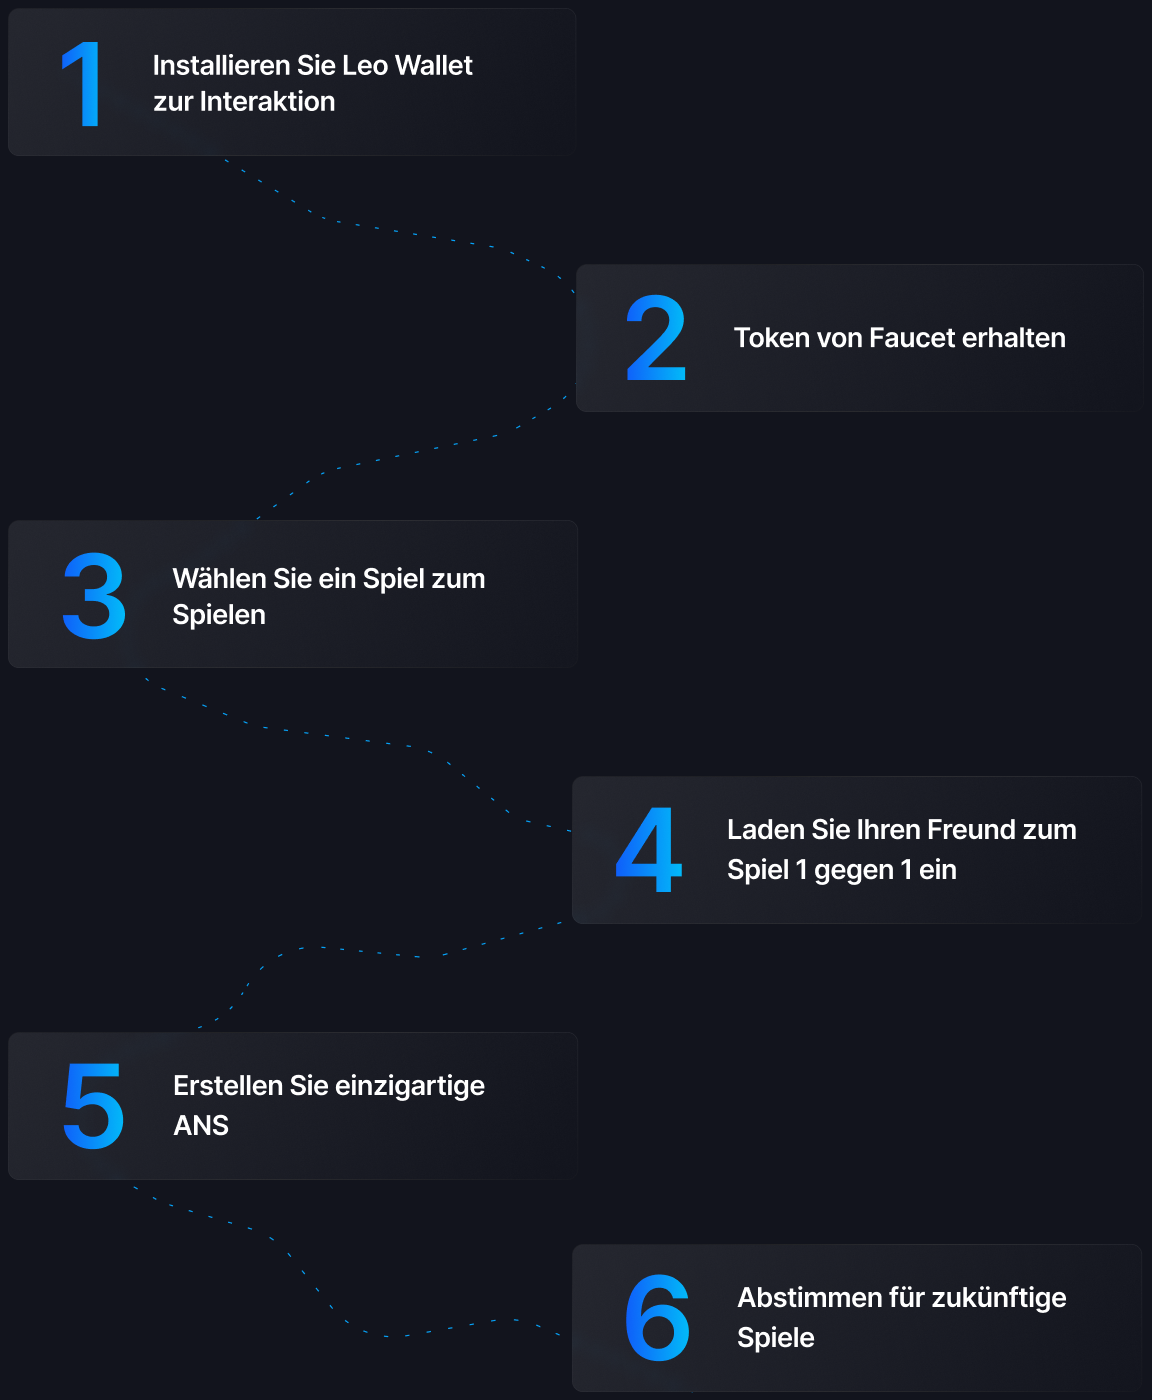 1
Installieren Sie Leo Wallet
zur Interaktion
2
Token von Faucet erhalten
3
Wählen Sie ein Spiel zum
Spielen
4
Laden Sie Ihren Freund zum
Spiel 1 gegen 1 ein
5
Erstellen Sie einzigartige
ANS
6
Abstimmen für zukünftige
Spiele